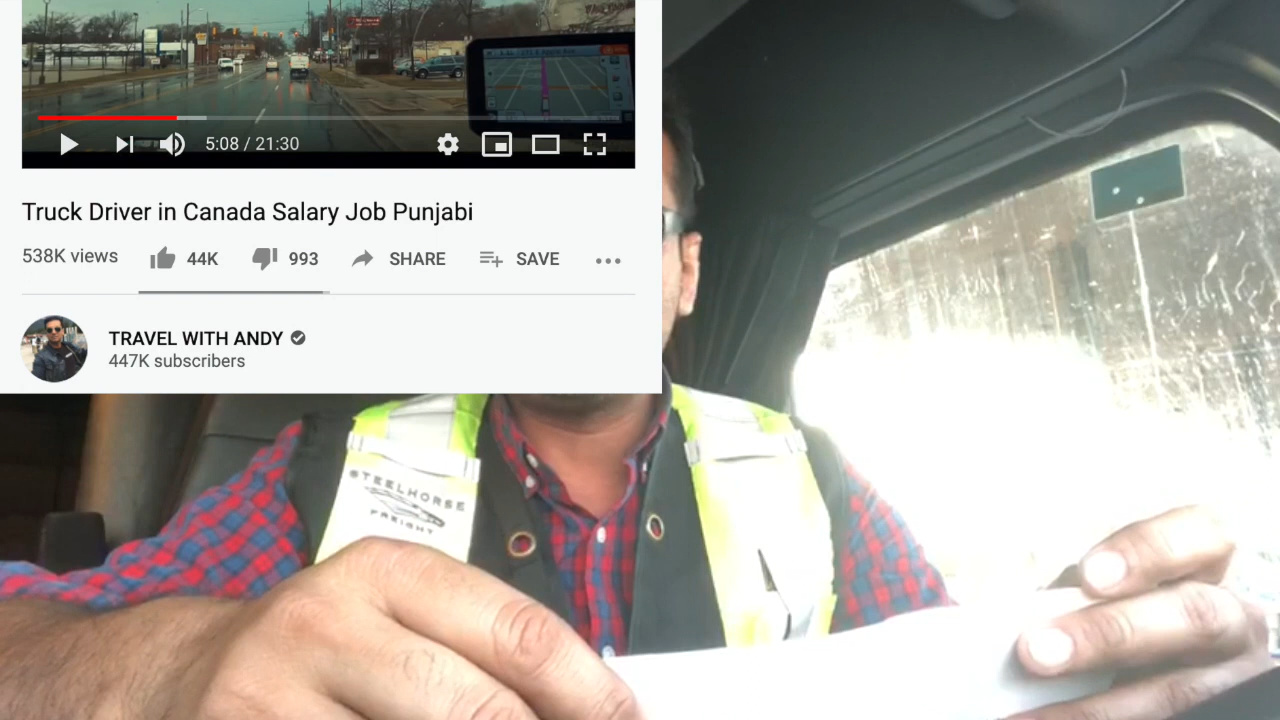 5:08 / 21:30
Truck Driver in Canada Salary Job Punjabi
538K views
44K
993
SHARE
SAVE
TRAVEL WITH ANDY
447K subscribers
STEELHORSE
FREIGHT